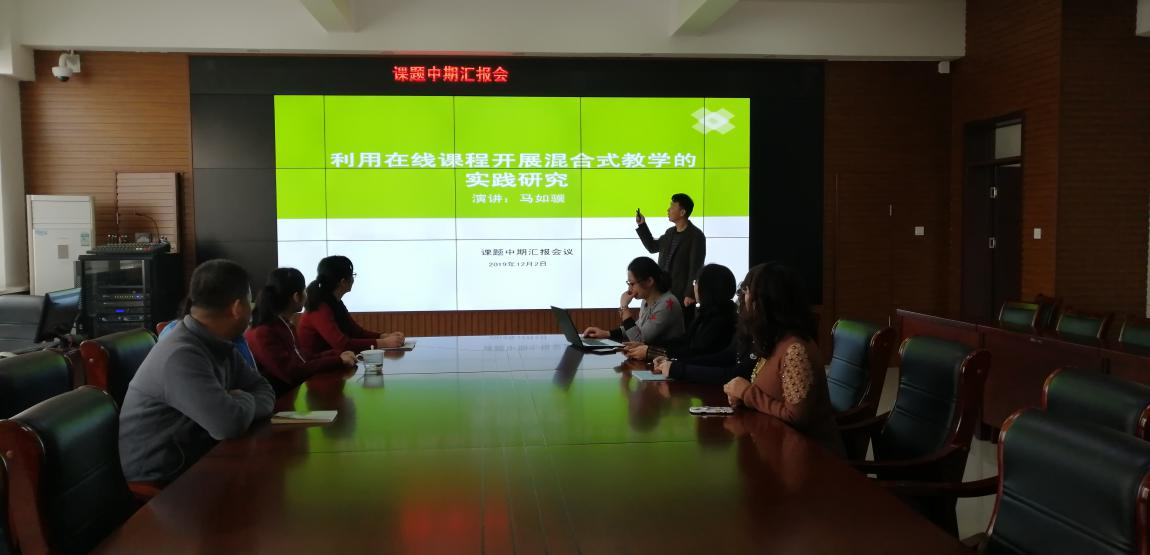 课题中期汇报会
利用在线课程开展混合式教学的
实践研究
演讲：马如骥
课题中期汇报会议
2019年12月2日